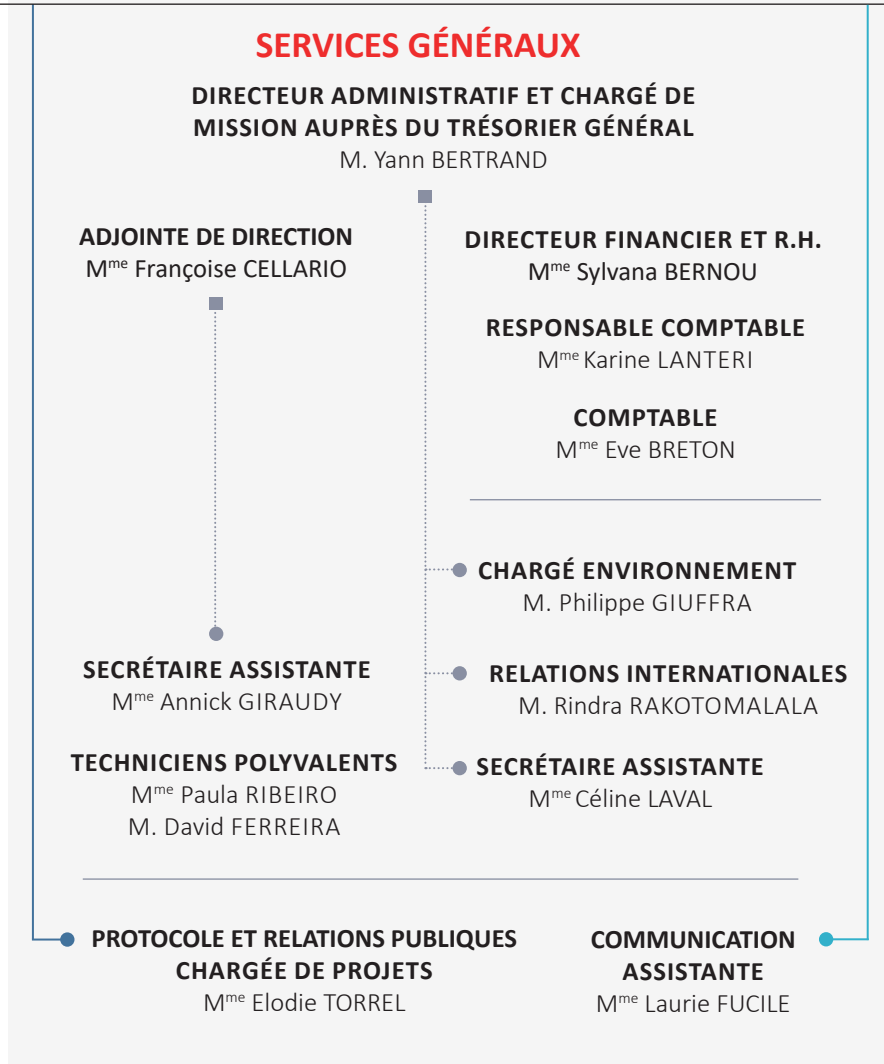 SERVICES GÉNÉRAUX
DIRECTEUR ADMINISTRATIF ET CHARGÉ DE
MISSION AUPRÈS DU TRÉSORIER GÉNÉRAL
M. Yann BERTRAND
ADJOINTE DE DIRECTION
Mme Françoise CELLARIO
DIRECTEUR FINANCIER ET R.H.
Mme Sylvana BERNOU
RESPONSABLE COMPTABLE
Mme Karine LANTERI
COMPTABLE
Mme Eve BRETON
CHARGÉ ENVIRONNEMENT
M. Philippe GIUFFRA
SECRÉTAIRE ASSISTANTE
Mme Annick GIRAUDY
RELATIONS INTERNATIONALES
M. Rindra RAKOTOMALALA
TECHNICIENS POLYVALENTS
Mme Paula RIBEIRO
M. David FERREIRA
SECRÉTAIRE ASSISTANTE
Mme Céline LAVAL
PROTOCOLE ET RELATIONS PUBLIQUES
CHARGÉE DE PROJETS
Mme Elodie TORREL
COMMUNICATION
ASSISTANTE
Mme Laurie FUCILE